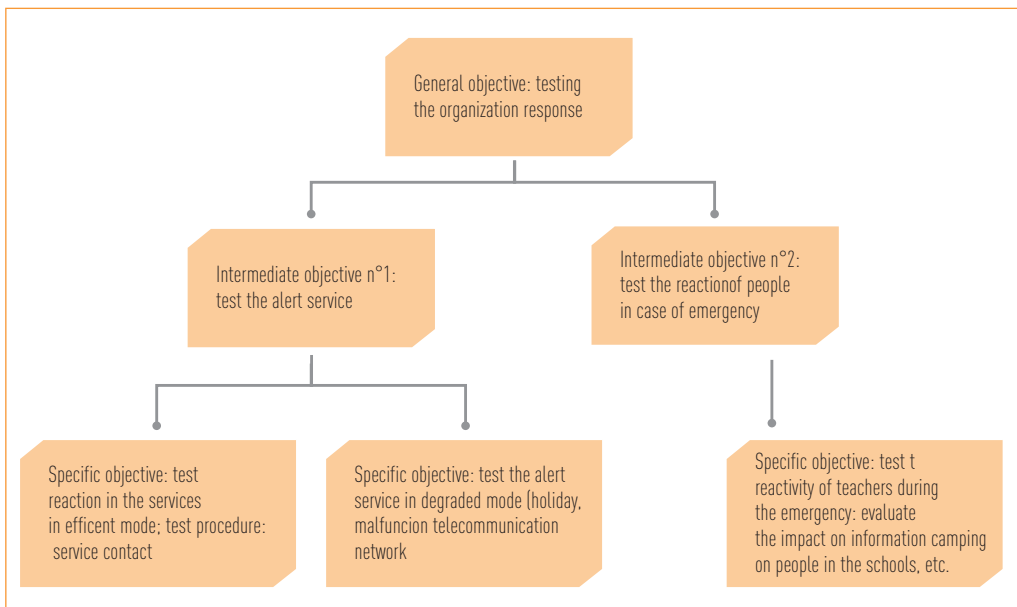 General objective: testing
the organization response
Intermediate objective n°1:
test the alert service
Intermediate objective n°2:
test the reactionof people
in case of emergency
Specific objective: test
reaction in the services
in efficent mode; test procedure:
service contact
Specific objective: test the alert
service in degraded mode (holiday,
malfuncion telecommunication
network
Specific objective: test t
reactivity of teachers during
the emergency: evaluate
the impact on information camping
on people in the schools, etc.